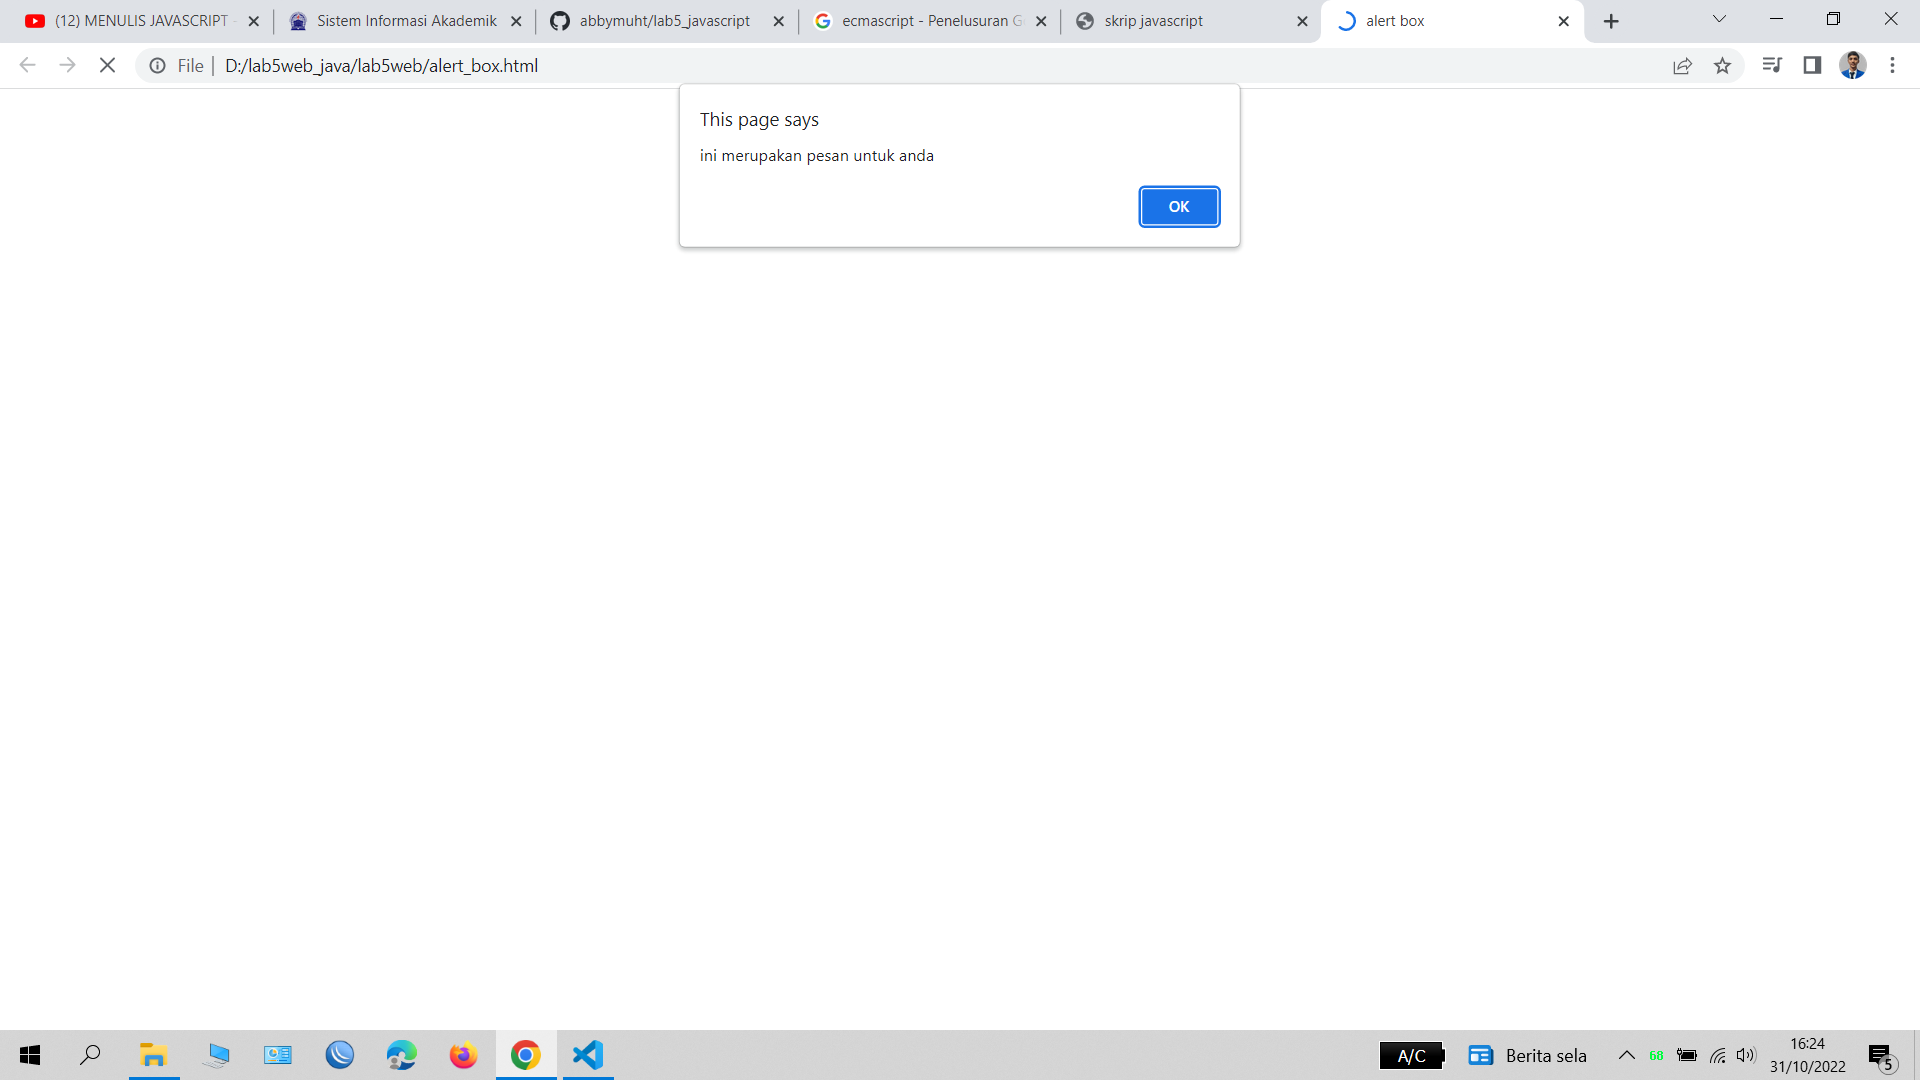 (12) MENULIS JAVASCRIPT
Sistem Informasi Akademik
abbymuht/lab5_javascript
ecmascript - Penelusuran G
skrip javascript
alert box
File
D:/lab5web_java/lab5web/alert_box.html
This page says
ini merupakan pesan untuk anda
OK
A/C
Berita sela
68
16:24
31/10/2022
5